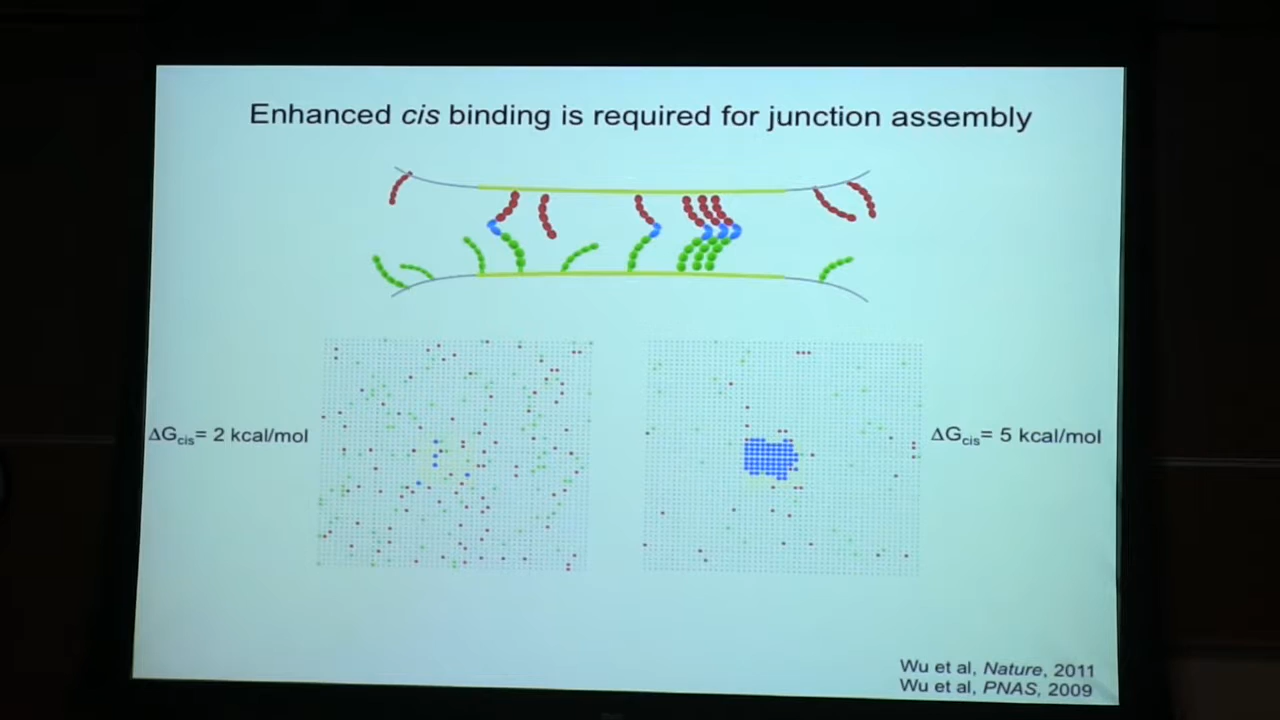 Enhanced cis binding is required for junction assembly
ΔGcis= 2 kcal/mol
ΔGcis= 5 kcal/mol
Wu et al, Nature, 2011
Wu et al, PNAS, 2009